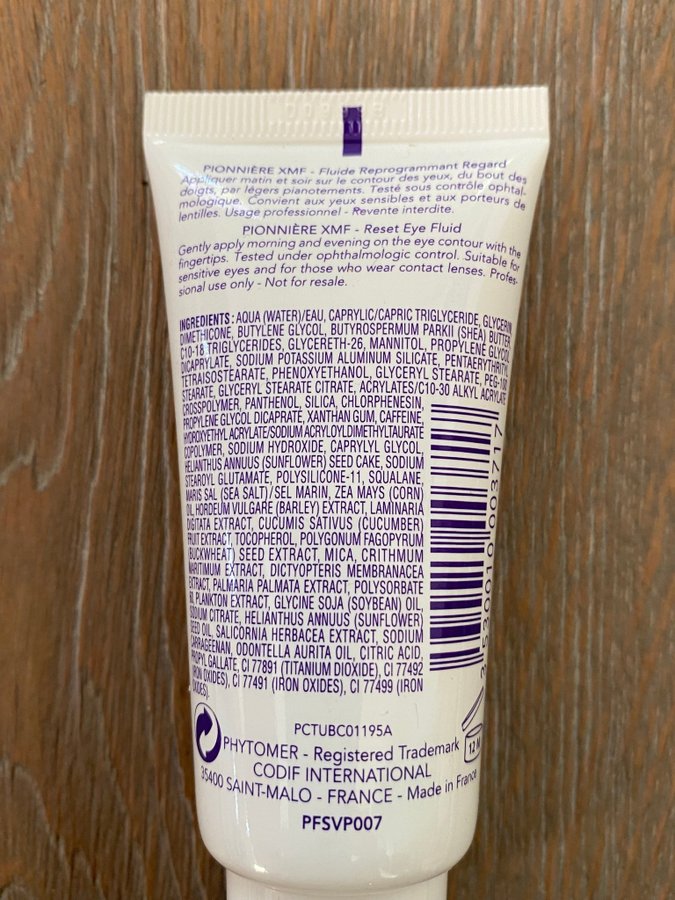 PIONNIÈRE XMF - Fluide Reprogrammant Regard
Appliquer matin et soir sur le contour des yeux, du bout des
doigts, par légers pianotements. Testé sous contrôle ophtal-
mologique. Convient aux yeux sensibles et aux porteurs de
lentilles. Usage professionnel - Revente interdite.
PIONNIÈRE XMF - Reset Eye Fluid
Gently apply morning and evening on the eye contour with the
fingertips. Tested under ophthalmologic control. Suitable for
sensitive eyes and for those who wear contact lenses. Profes-
sional use only - Not for resale.
INGREDIENTS: AQUA (WATER)/EAU, CAPRYLIC/CAPRIC TRIGLYCERIDE, GLYCERIN
DIMETHICONE, BUTYLENE GLYCOL, BUTYROSPERMUM PARKII (SHEA) BUTTER,
C10-18 TRIGLYCERIDES, GLYCERETH-26, MANNITOL, PROPYLENE GLYCOL
DICAPRYLATE, SODIUM POTASSIUM ALUMINUM SILICATE, PENTAERYTHRITYL
TETRAISOSTEARATE, PHENOXYETHANOL, GLYCERYL STEARATE, PEG-100
STEARATE, GLYCERYL STEARATE CITRATE, ACRYLATES/C10-30 ALKYL ACRYLATE
CROSSPOLYMER, PANTHENOL, SILICA, CHLORPHENESIN,
PROPYLENE GLYCOL DICAPRATE, XANTHAN GUM, CAFFEINE,
HYDROXYETHYL ACRYLATE/SODIUM ACRYLOYLDIMETHYLTAURATE
COPOLYMER, SODIUM HYDROXIDE, CAPRYLYL GLYCOL,
HELIANTHUS ANNUUS (SUNFLOWER) SEED CAKE, SODIUM
STEAROYL GLUTAMATE, POLYSILICONE-11, SQUALANE,
MARIS SAL (SEA SALT)/SEL MARIN, ZEA MAYS (CORN)
OIL, HORDEUM VULGARE (BARLEY) EXTRACT, LAMINARIA
DIGITATA EXTRACT, CUCUMIS SATIVUS (CUCUMBER)
FRUIT EXTRACT, TOCOPHEROL, POLYGONUM FAGOPYRUM
(BUCKWHEAT) SEED EXTRACT, MICA, CRITHMUM
MARITIMUM EXTRACT, DICTYOPTERIS MEMBRANACEA
EXTRACT, PALMARIA PALMATA EXTRACT, POLYSORBATE
60, PLANKTON EXTRACT, GLYCINE SOJA (SOYBEAN) OIL,
SODIUM CITRATE, HELIANTHUS ANNUUS (SUNFLOWER)
SEED OIL, SALICORNIA HERBACEA EXTRACT, SODIUM
CARRAGEENAN, ODONTELLA AURITA OIL, CITRIC ACID,
PROPYL GALLATE, CI 77891 (TITANIUM DIOXIDE), CI 77492
(IRON OXIDES), CI 77491 (IRON OXIDES), CI 77499 (IRON
OXIDES).
3 530019 003717
12 M
PCTUBC01195A
PHYTOMER - Registered Trademark
CODIF INTERNATIONAL
35400 SAINT-MALO - FRANCE - Made in France
PFSVP007